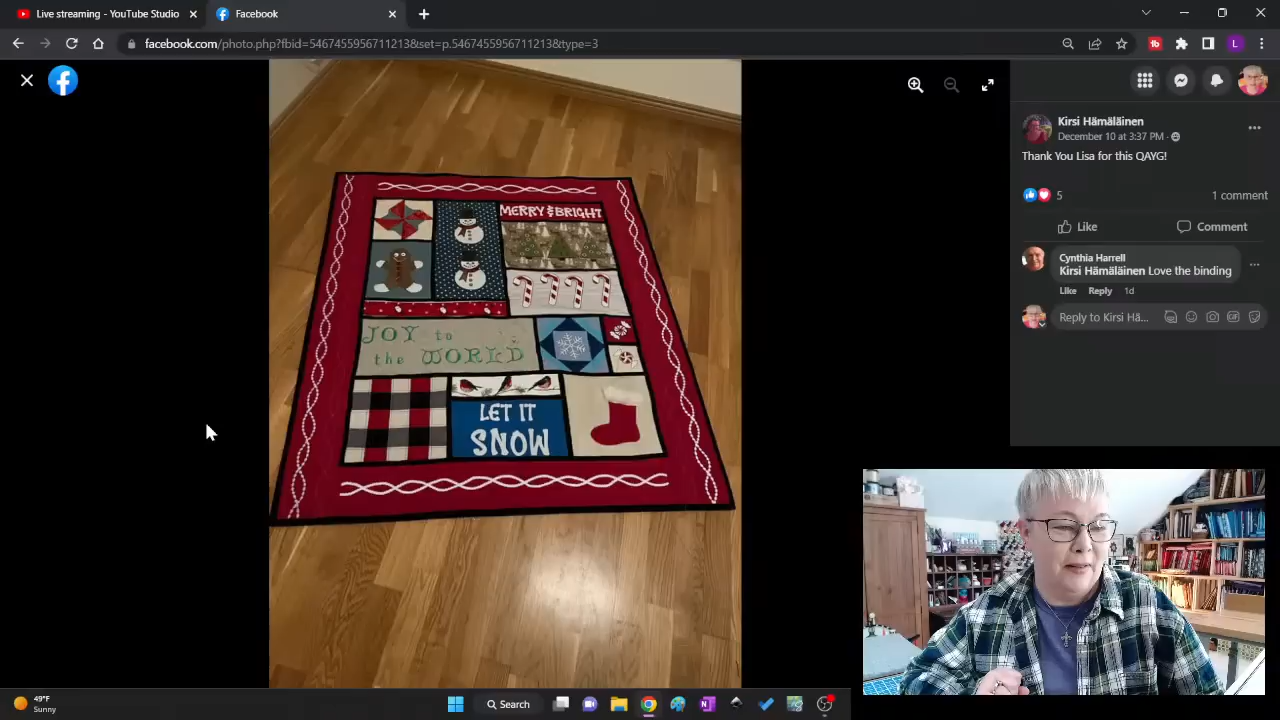 Live streaming - YouTube Studio
Facebook
facebook.com/photo.php?fbid=5467455956711213&set=p.5467455956711213&type=3
L
Kirsi Hämäläinen
December 10 at 3:37 PM
Thank You Lisa for this QAYG!
5
1 comment
Like
Comment
Cynthia Harrell
Kirsi Hämäläinen Love the binding
Like Reply 1d
Reply to Kirsi Hä...
GIF
MERRY & BRIGHT
JOY to
the WORLD
LET IT
SNOW
49°F
Sunny
Search
N